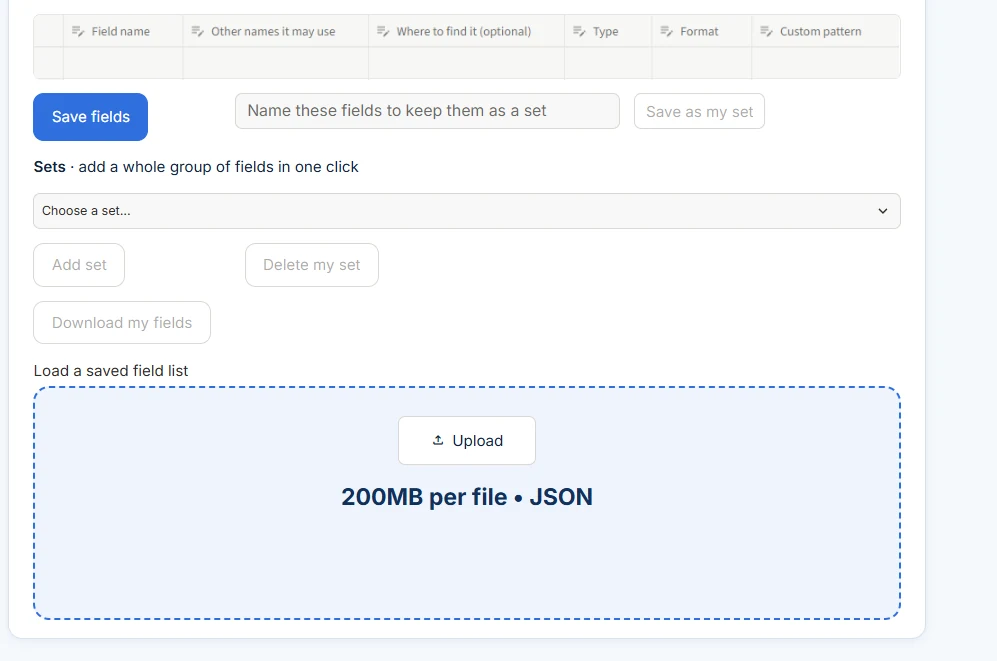 Field name Other names it may use Where to find it (optional) Type Format Custom pattern
Save fields Name these fields to keep them as a set Save as my set
Sets · add a whole group of fields in one click
Choose a set...
Add set Delete my set
Download my fields
Load a saved field list
Upload
200MB per file • JSON